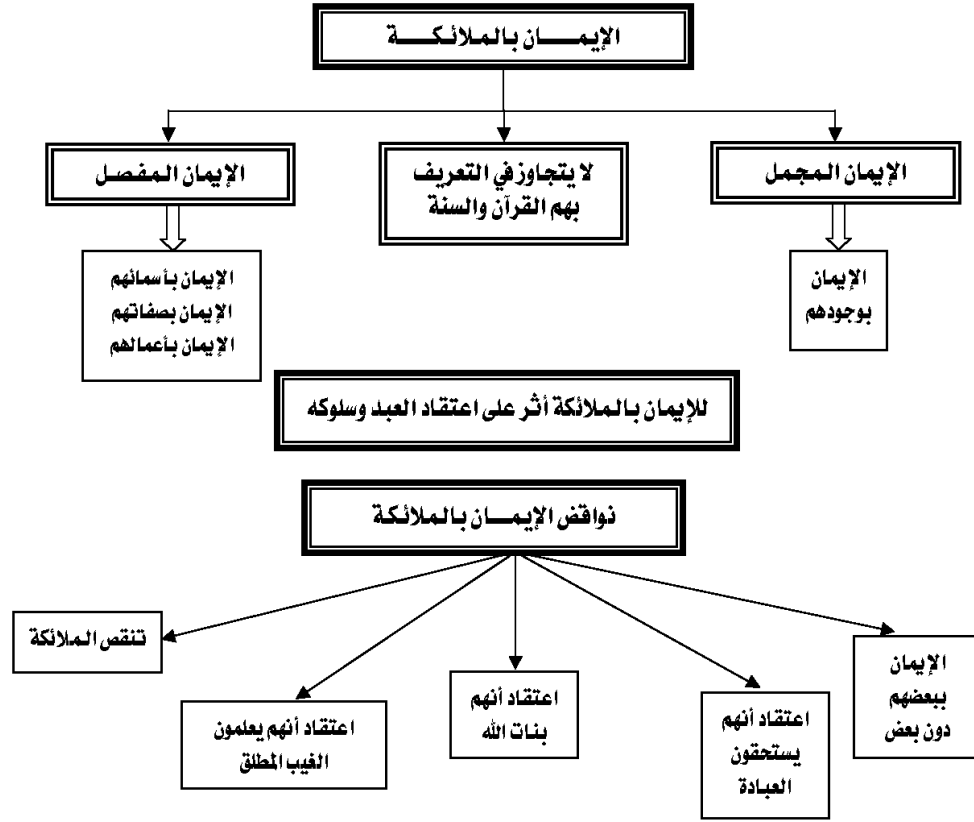 الإيمان بالملائكة
الإيمان المجمل
لا يتجاوز في التعريف
بهم القرآن والسنة
الإيمان المفصل
الإيمان
بوجودهم
الإيمان بأسمائهم
الإيمان بصفاتهم
الإيمان بأعمالهم
للإيمان بالملائكة أثر على اعتقاد العبد وسلوكه
نواقض الإيمان بالملائكة
الإيمان
ببعضهم
دون بعض
اعتقاد أنهم
يستحقون
العبادة
اعتقاد أنهم
بنات الله
اعتقاد أنهم يعلمون
الغيب المطلق
تنقص الملائكة